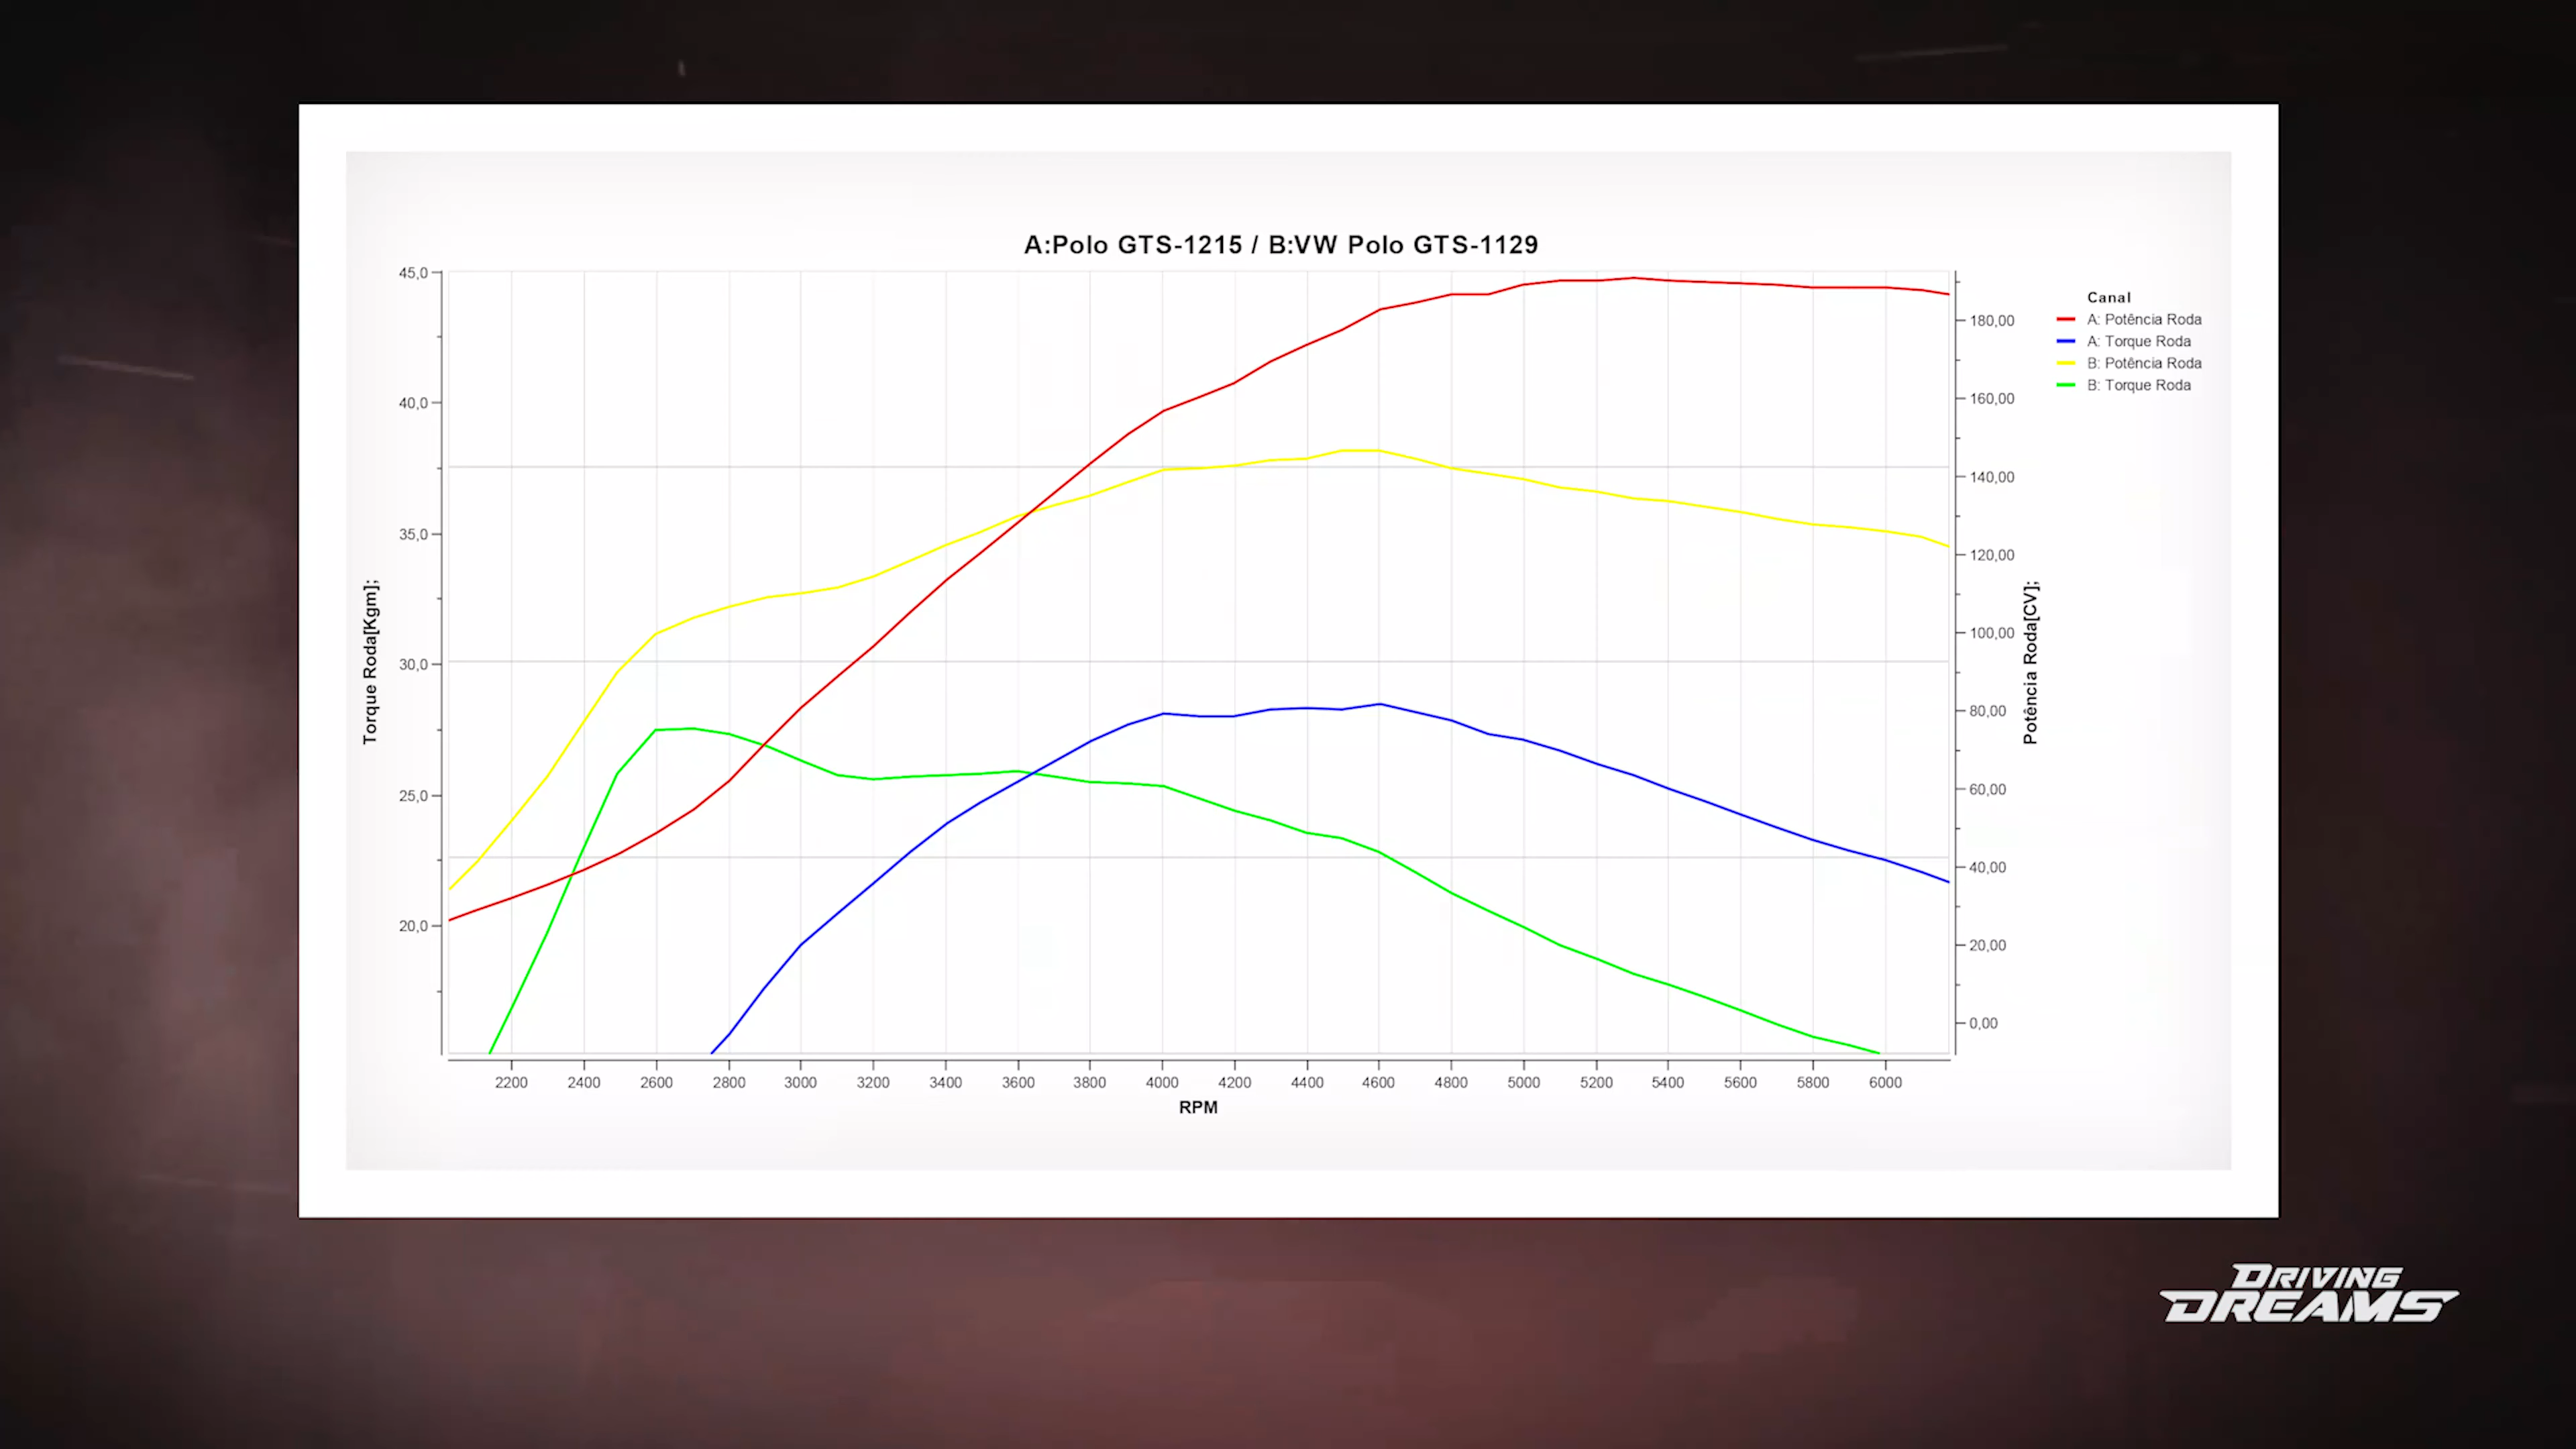 A:Polo GTS-1215 / B:VW Polo GTS-1129
45,0
40,0
35,0
30,0
25,0
20,0
Torque Roda[Kgm];
180,00
160,00
140,00
120,00
100,00
80,00
60,00
40,00
20,00
0,00
Potência Roda[CV];
Canal
A: Potência Roda
A: Torque Roda
B: Potência Roda
B: Torque Roda
2200 2400 2600 2800 3000 3200 3400 3600 3800 4000 4200 4400 4600 4800 5000 5200 5400 5600 5800 6000
RPM
DRIVING
DREAMS